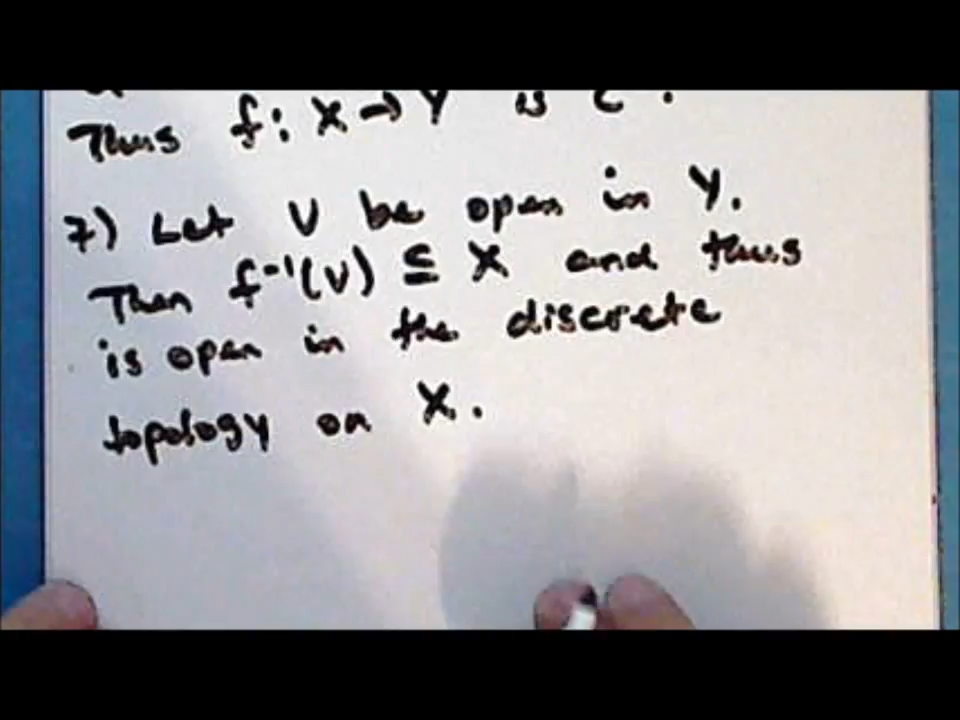 Thus f: X → Y is
7) Let V be open in Y.
Then f⁻¹(V) ⊆ X and thus
is open in the discrete
topology on X.